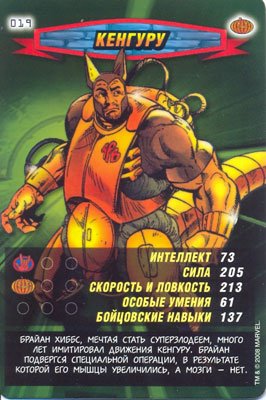 019
КЕНГУРУ
ИНТЕЛЛЕКТ 73
СИЛА 205
СКОРОСТЬ И ЛОВКОСТЬ 213
ОСОБЫЕ УМЕНИЯ 61
БОЙЦОВСКИЕ НАВЫКИ 137
БРАЙАН ХИББС, МЕЧТАЯ СТАТЬ СУПЕРЗЛОДЕЕМ, МНОГО
ЛЕТ ИМИТИРОВАЛ ДВИЖЕНИЯ КЕНГУРУ. БРАЙАН
ПОДВЕРГСЯ СПЕЦИАЛЬНОЙ ОПЕРАЦИИ, В РЕЗУЛЬТАТЕ
КОТОРОЙ ЕГО МЫШЦЫ УВЕЛИЧИЛИСЬ, А МОЗГИ – НЕТ.
TM & © 2008 MARVEL